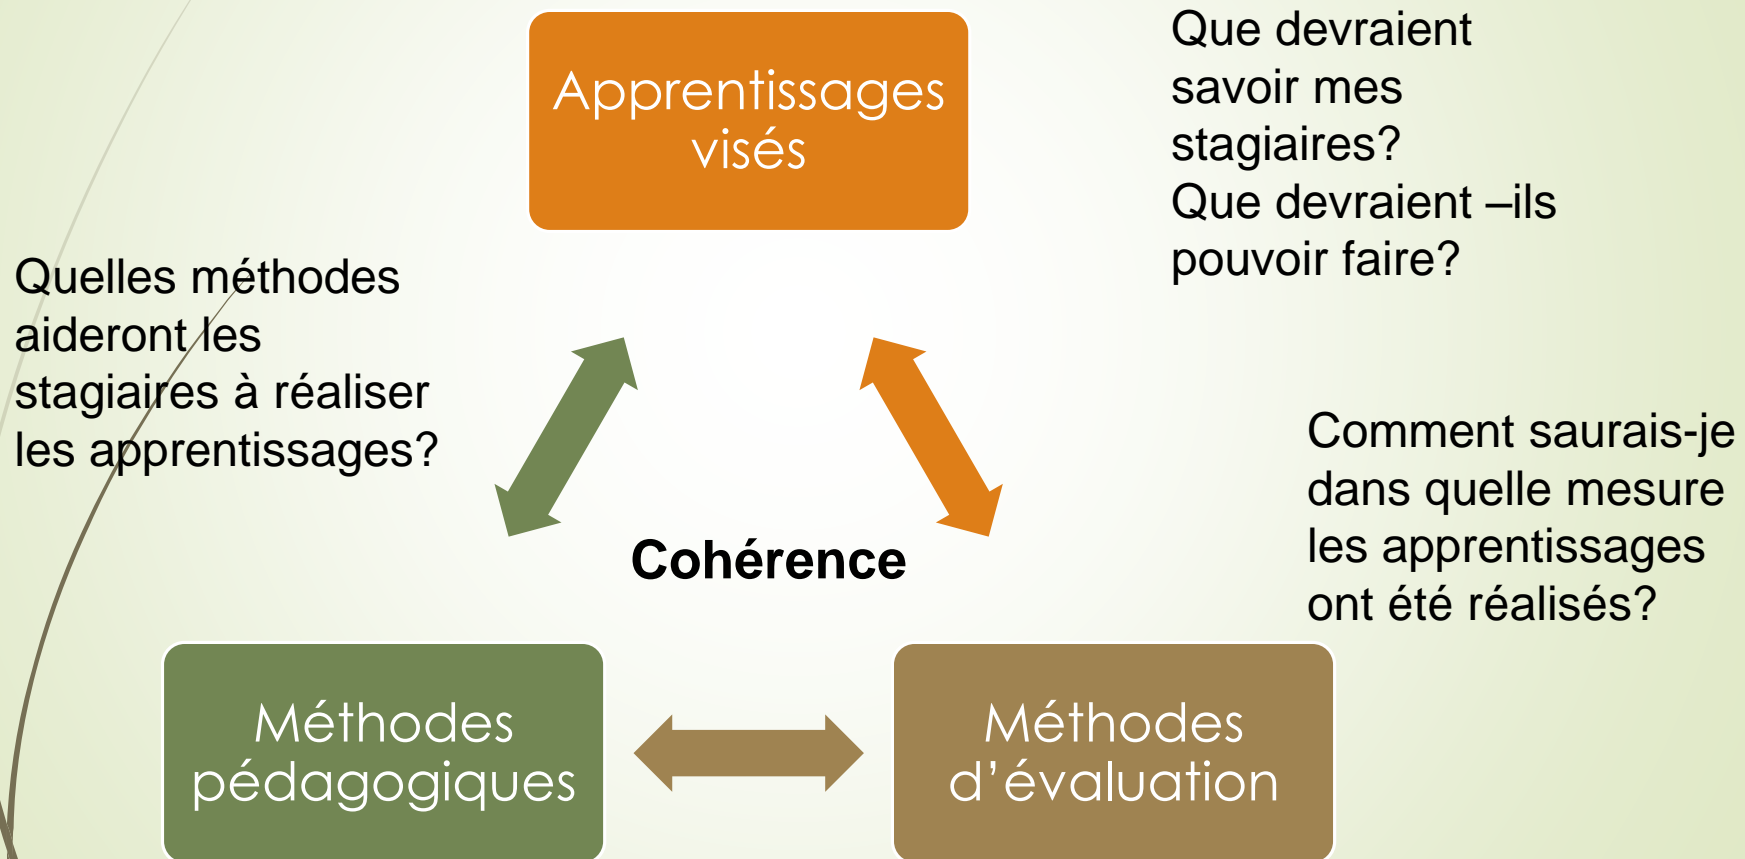 Apprentissages
visés
Que devraient
savoir mes
stagiaires?
Que devraient –ils
pouvoir faire?
Quelles méthodes
aideront les
stagiaires à réaliser
les apprentissages?
Comment saurais-je
dans quelle mesure
les apprentissages
ont été réalisés?
Cohérence
Méthodes
pédagogiques
Méthodes
d’évaluation